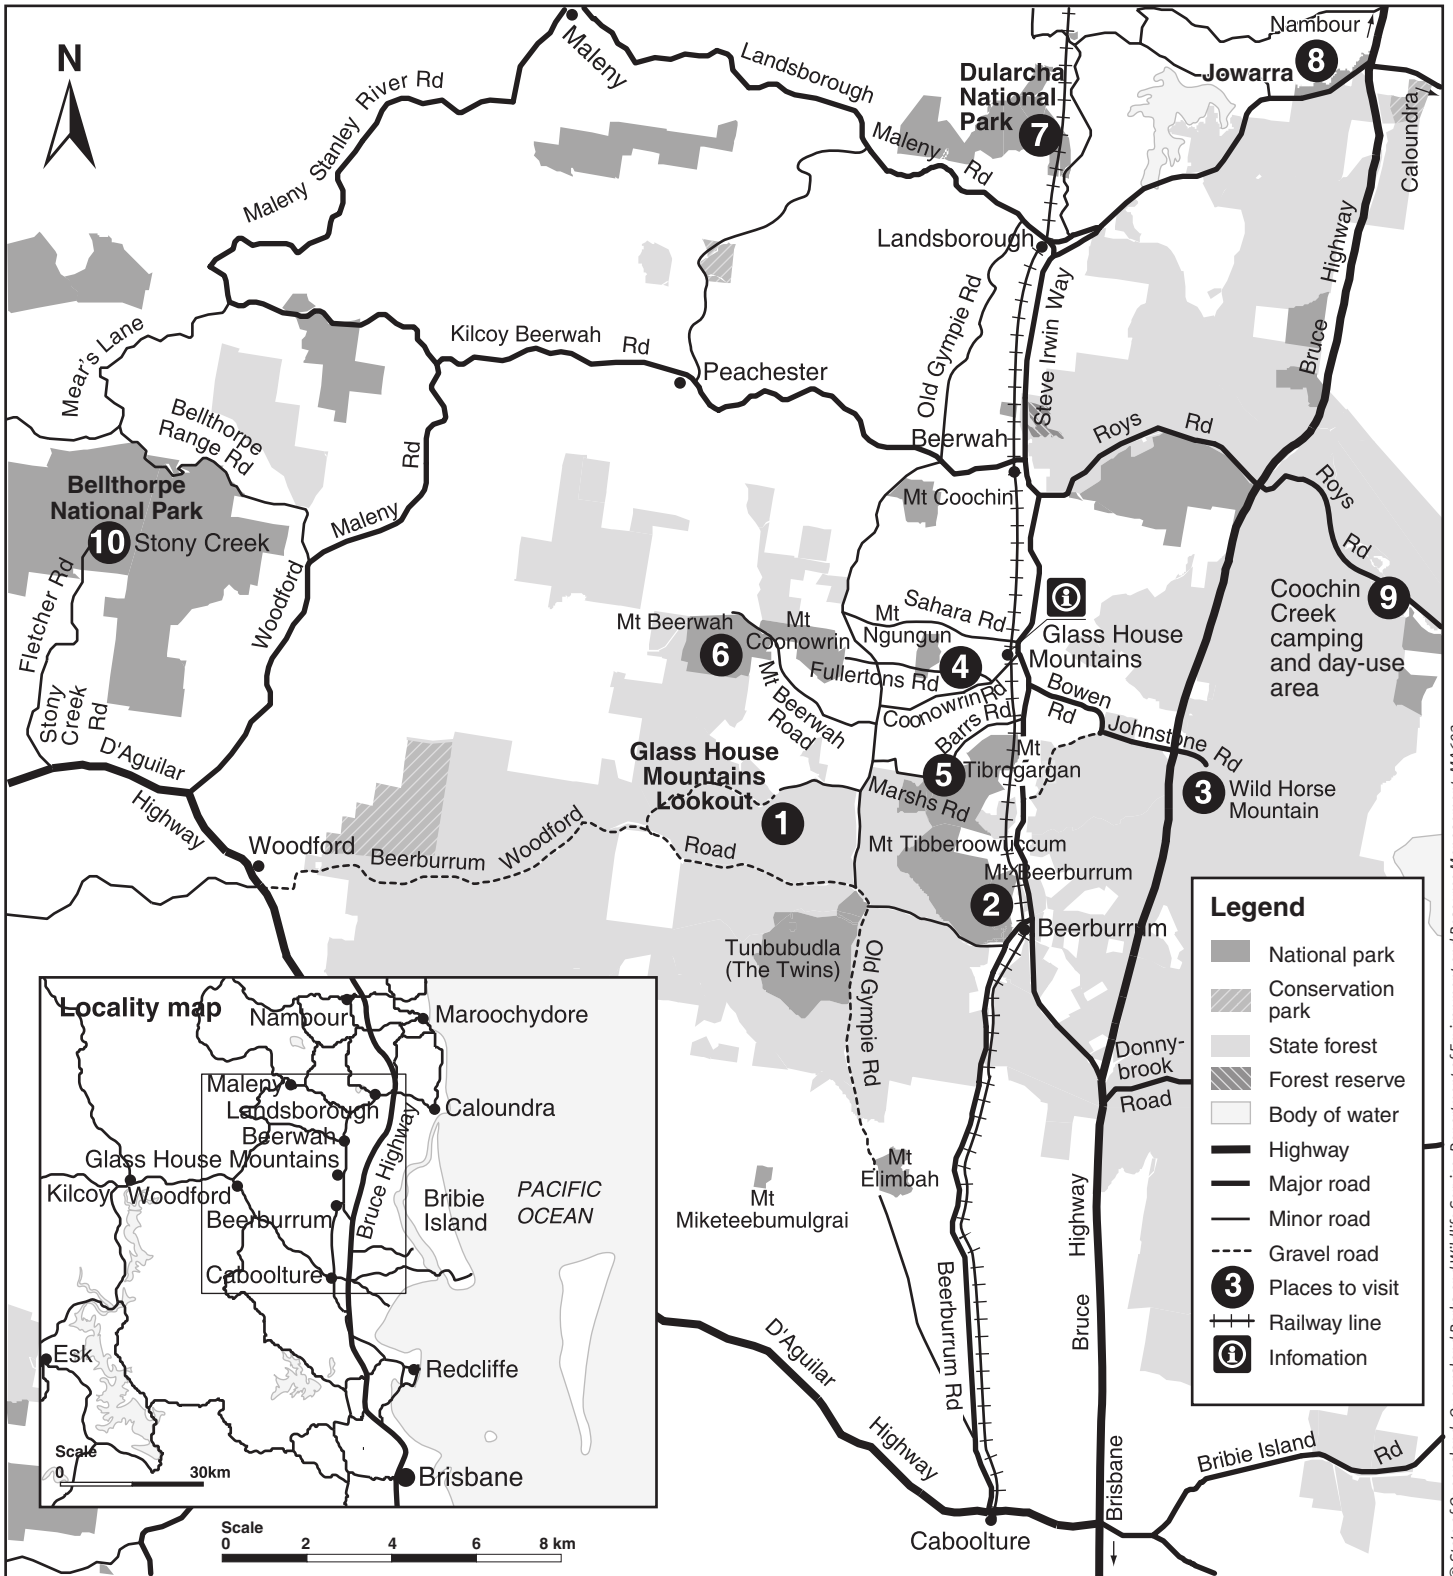 N
Maleny
Nambour
8
Jowarra
Landsborough
Maleny
Rd
Dularcha
National
Park
7
Caloundra
Maleny Stanley River Rd
Highway
Bruce
Landsborough
Old Gympie Rd
Steve Irwin Way
Mear's Lane
Kilcoy Beerwah
Rd
Peachester
Bellthorpe
Range Rd
Rd
Maleny
Woodford
Beerwah
Roys
Rd
Roys
Rd
Mt Coochin
Bellthorpe
National Park
10
Stony Creek
Fletcher Rd
Stony
Creek
Rd
D'Aguilar
Highway
Mt Beerwah
6
Mt
Coonowrin
Mt
Ngungun
Sahara Rd
4
Glass House
Mountains
Fullertons Rd
Coonowrin Rd
Barrs Rd
Mt Beerwah
Road
Bowen
Rd
Johnstone Rd
9
Coochin
Creek
camping
and day-use
area
Glass House
Mountains
Lookout
1
5
Mt
Tibrogargan
Marshs Rd
3
Wild Horse
Mountain
Woodford
Beerburrum
Woodford
Road
Mt Tibberoowuccum
Mt Beerburrum
2
Beerburrum
Tunbubudla
(The Twins)
Old Gympie Rd
Donny-
brook
Road
Mt
Elimbah
Mt
Miketeebumulgrai
Beerburrum Rd
Highway
Bruce
Brisbane
D'Aguilar
Highway
Caboolture
Bribie Island
Rd
Legend
National park
Conservation
park
State forest
Forest reserve
Body of water
Highway
Major road
Minor road
Gravel road
3
Places to visit
Railway line
Infomation
Locality map
Nambour
Maroochydore
Maleny
Landsborough
Caloundra
Beerwah
Glass House Mountains
Kilcoy
Woodford
Beerburrum
Bruce Highway
Bribie
Island
PACIFIC
OCEAN
Caboolture
Esk
Redcliffe
Brisbane
Scale
0
30km
Scale
0
2
4
6
8 km